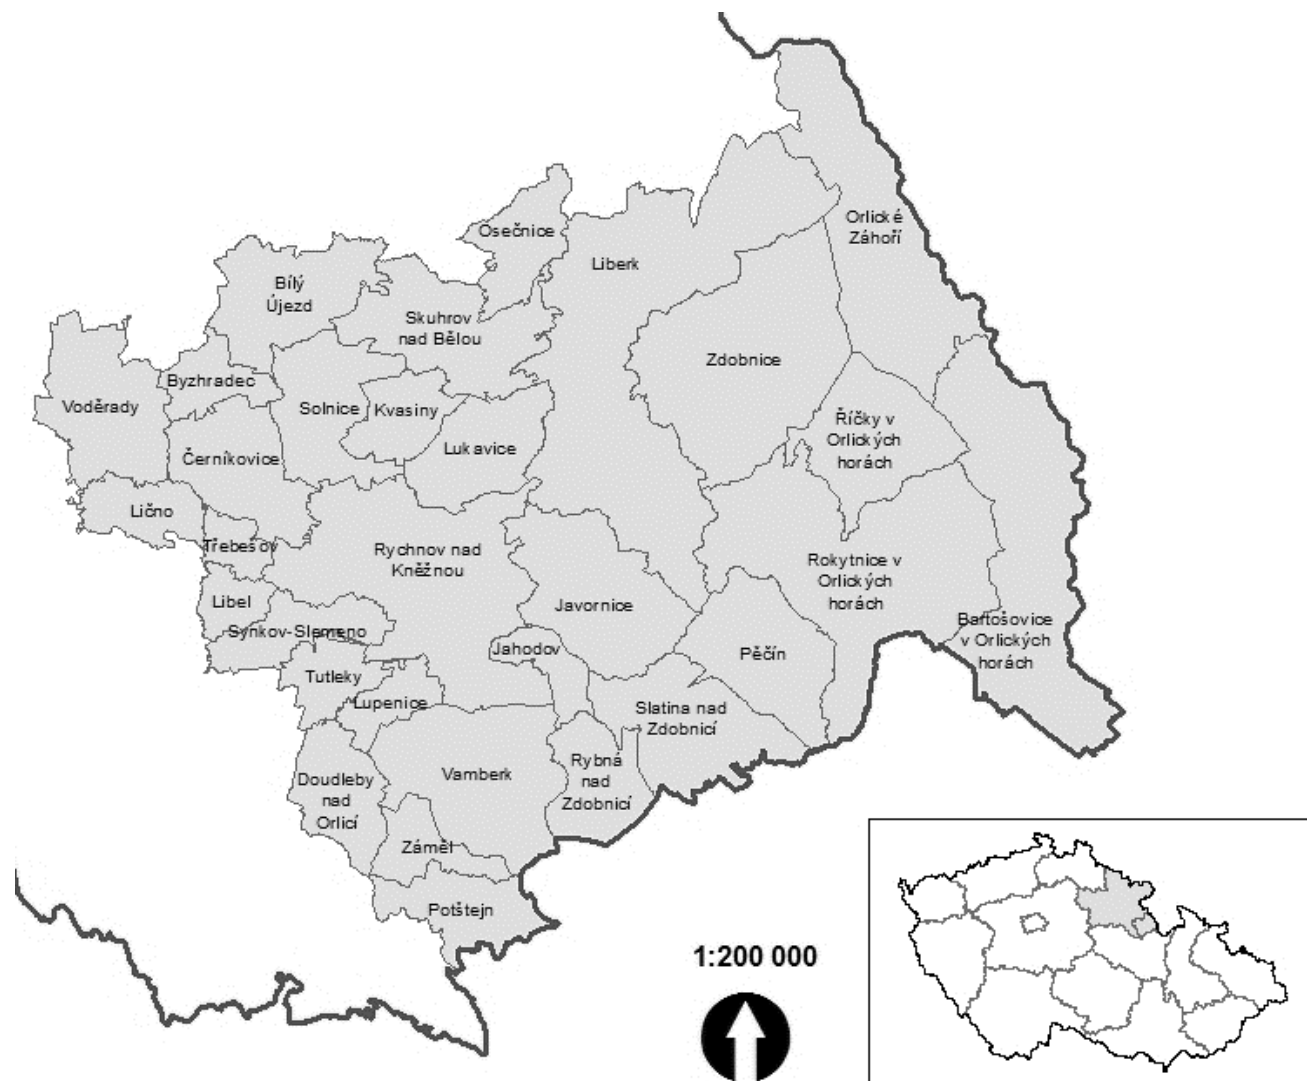 Orlické
Záhoří
Osečnice
Liberk
Bílý
Újezd
Skuhrov
nad Bělou
Zdobnice
Byzhradec
Voděrady
Solnice
Kvasiny
Říčky v
Orlických
horách
Lukavice
Černíkovice
Lično
Třebešov
Rychnov nad
Kněžnou
Rokytnice v
Orlických
horách
Libel
Javornice
Synkov-Slemeno
Bartošovice
v Orlických
horách
Jahodov
Pěčín
Tutleky
Lupenice
Slatina nad
Zdobnicí
Vamberk
Rybná
nad
Zdobnicí
Doudleby
nad
Orlicí
Záměl
Potštejn
1:200 000